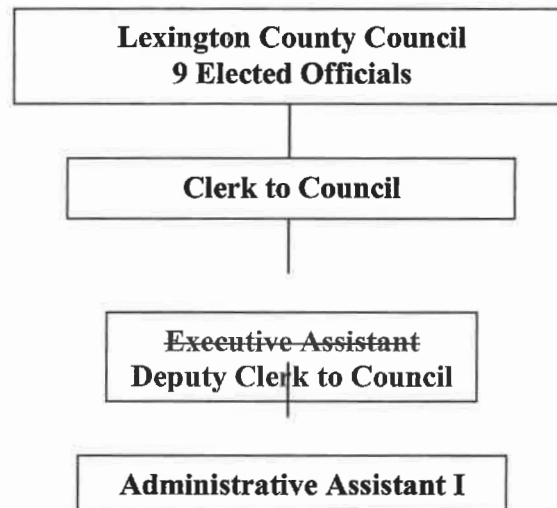 Lexington County Council
9 Elected Officials
Clerk to Council
Executive Assistant
Deputy Clerk to Council
Administrative Assistant I